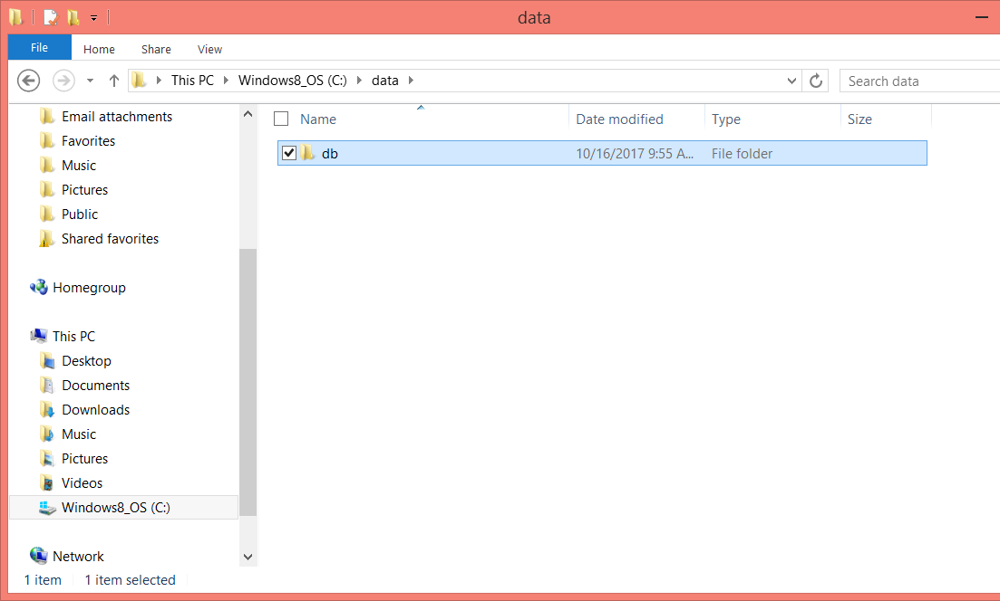 data
File Home Share View
This PC Windows8_OS (C:) data
Search data
Name Date modified Type Size
db 10/16/2017 9:55 A... File folder
Email attachments
Favorites
Music
Pictures
Public
Shared favorites
Homegroup
This PC
Desktop
Documents
Downloads
Music
Pictures
Videos
Windows8_OS (C:)
Network
1 item 1 item selected